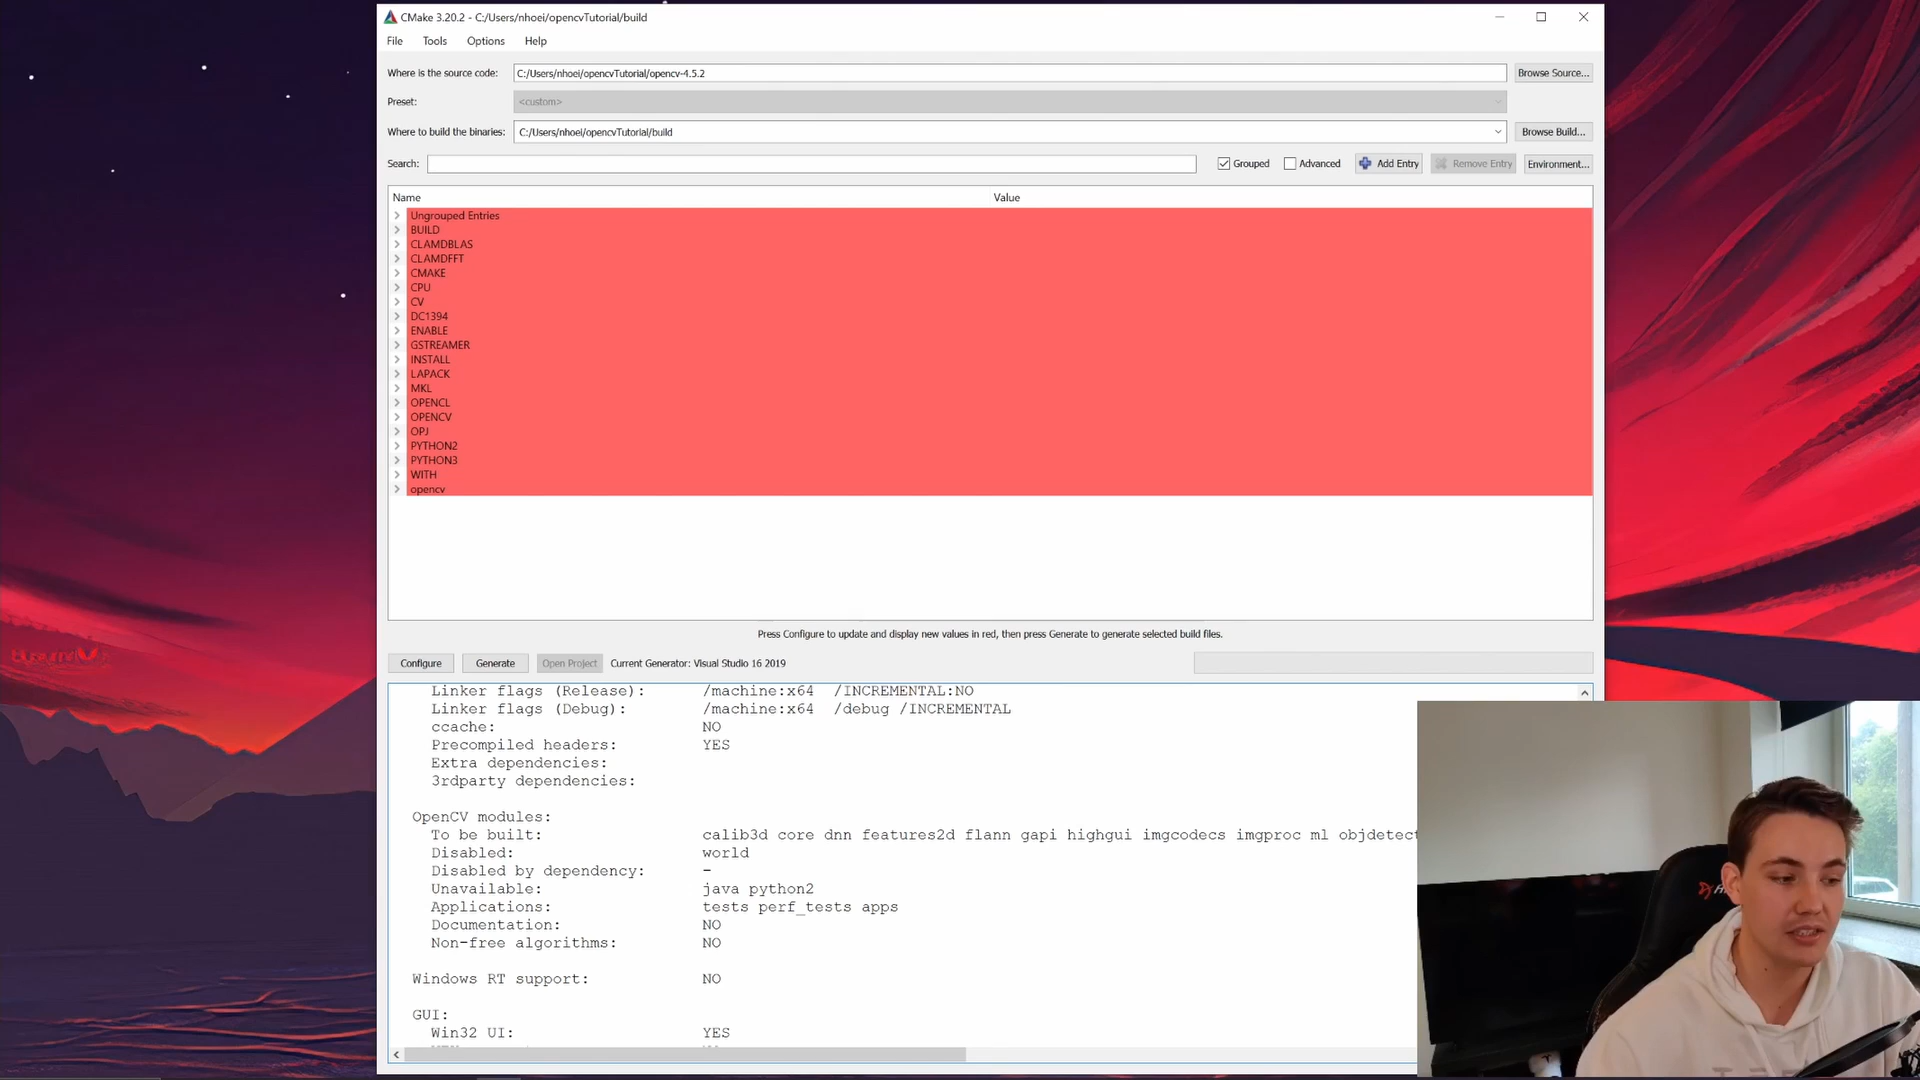 CMake 3.20.2 - C:/Users/nhoei/opencvTutorial/build
File Tools Options Help
Where is the source code: C:/Users/nhoei/opencvTutorial/opencv-4.5.2 Browse Source...
Preset: <custom>
Where to build the binaries: C:/Users/nhoei/opencvTutorial/build Browse Build...
Search: Grouped Advanced Add Entry Remove Entry Environment...
Name Value
Ungrouped Entries
BUILD
CLAMDBLAS
CLAMDFFT
CMAKE
CPU
CV
DC1394
ENABLE
GSTREAMER
INSTALL
LAPACK
MKL
OPENCL
OPENCV
OPJ
PYTHON2
PYTHON3
WITH
opencv
Press Configure to update and display new values in red, then press Generate to generate selected build files.
Configure Generate Open Project Current Generator: Visual Studio 16 2019
Linker flags (Release): /machine:x64 /INCREMENTAL:NO
Linker flags (Debug): /machine:x64 /debug /INCREMENTAL
ccache: NO
Precompiled headers: YES
Extra dependencies:
3rdparty dependencies:
OpenCV modules:
To be built: calib3d core dnn features2d flann gapi highgui imgcodecs imgproc ml objdetect
Disabled: world
Disabled by dependency: -
Unavailable: java python2
Applications: tests perf_tests apps
Documentation: NO
Non-free algorithms: NO
Windows RT support: NO
GUI:
Win32 UI: YES